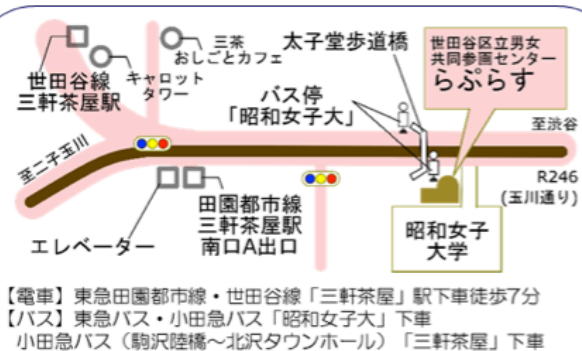 世田谷線
三軒茶屋駅
キャロット
タワー
三茶
おしごとカフェ
太子堂歩道橋
バス停
「昭和女子大」
世田谷区立男女
共同参画センター
らぷらす
至渋谷
R246
(玉川通り)
至二子玉川
エレベーター
田園都市線
三軒茶屋駅
南口A出口
昭和女子
大学
【電車】東急田園都市線・世田谷線「三軒茶屋」駅下車徒歩7分
【バス】東急バス・小田急バス「昭和女子大」下車
小田急バス（駒沢陸橋～北沢タウンホール）「三軒茶屋」下車